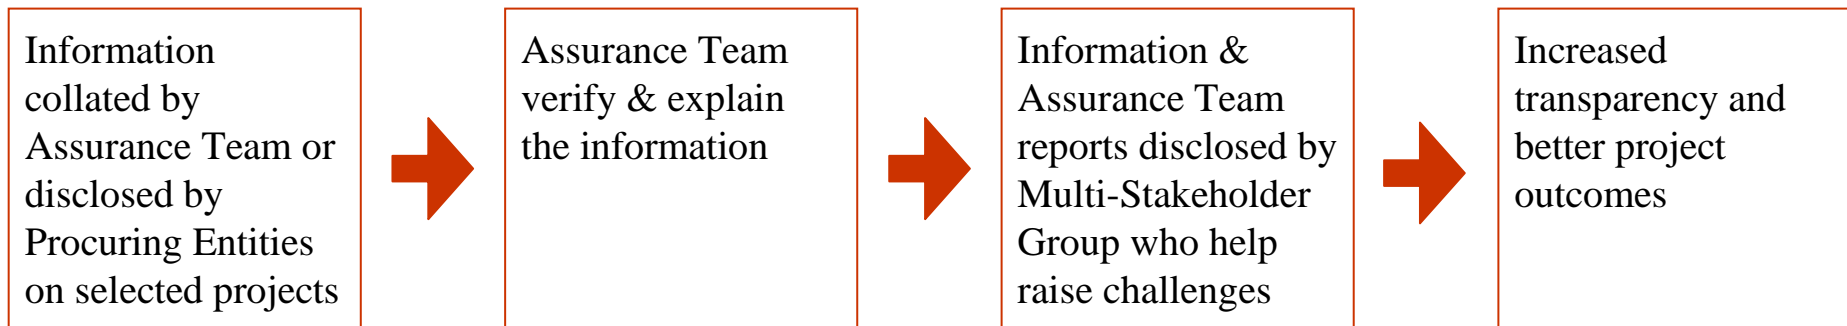 Information
collated by
Assurance Team or
disclosed by
Procuring Entities
on selected projects
Assurance Team
verify & explain
the information
Information &
Assurance Team
reports disclosed by
Multi-Stakeholder
Group who help
raise challenges
Increased
transparency and
better project
outcomes